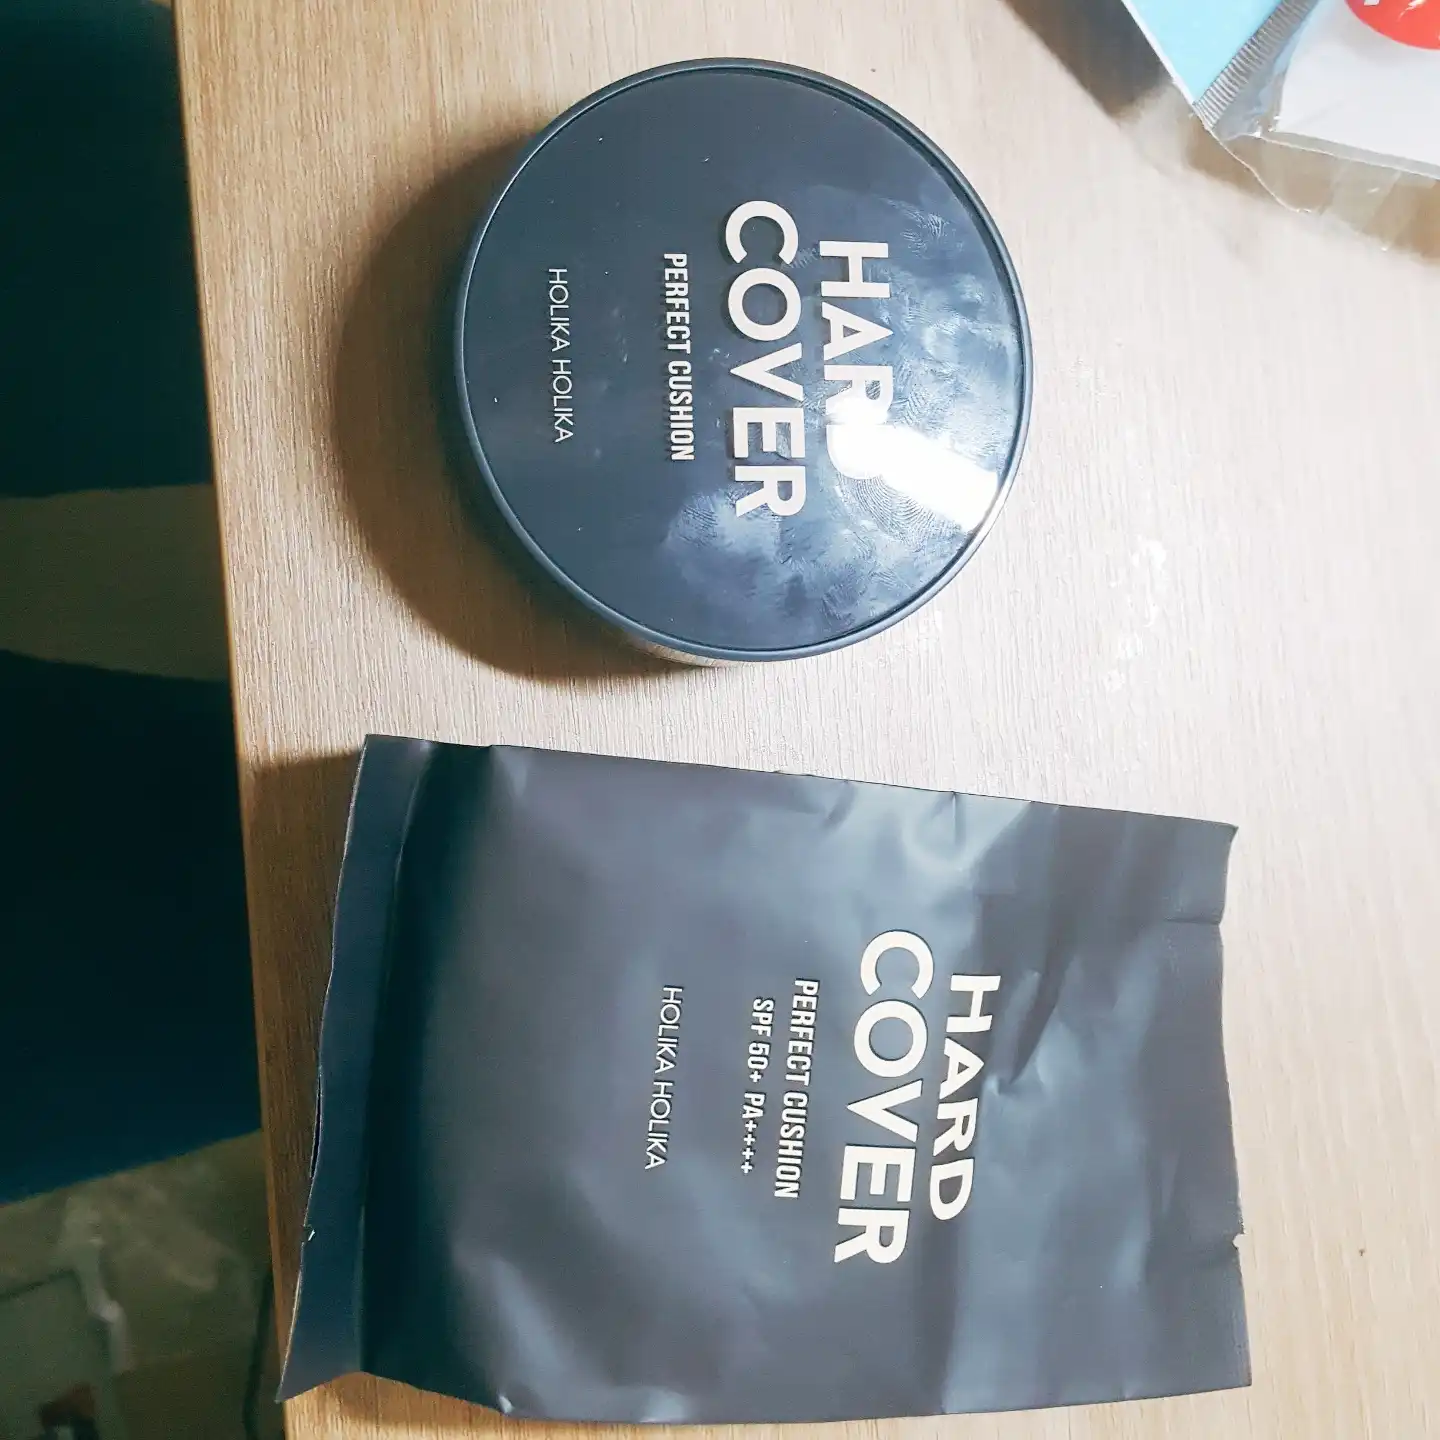 HARD
COVER
PERFECT CUSHION
HOLIKA HOLIKA
HARD
COVER
PERFECT CUSHION
SPF 50+ PA++++
HOLIKA HOLIKA